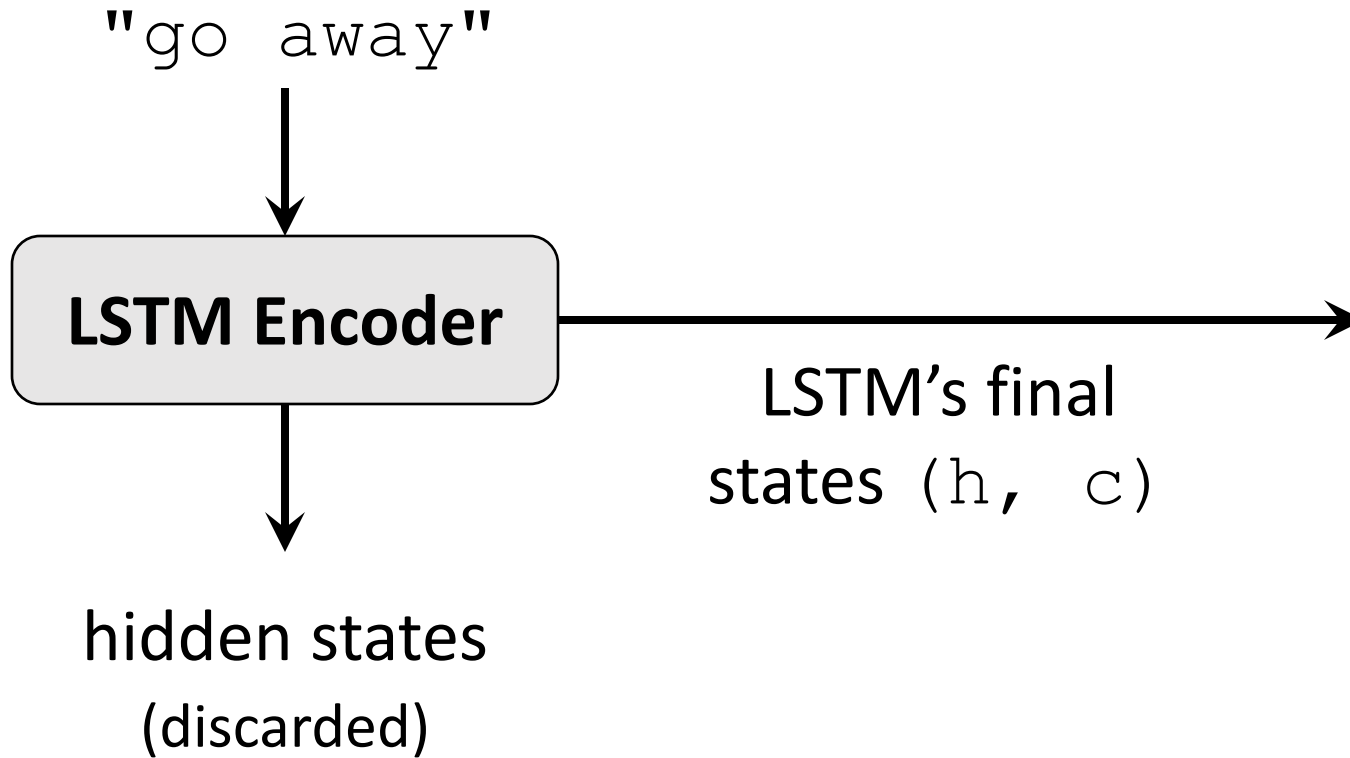 "go away"
LSTM Encoder
LSTM’s final
states (h, c)
hidden states
(discarded)